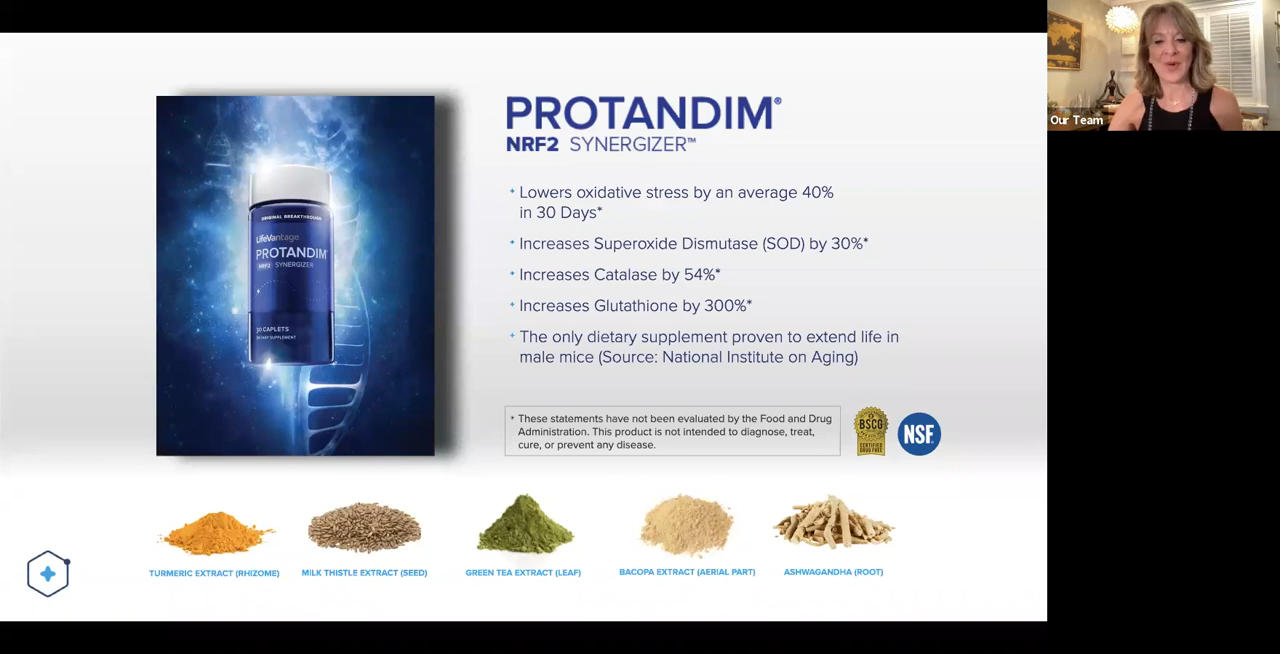 PROTANDIM®
NRF2 SYNERGIZER™
Lowers oxidative stress by an average 40%
in 30 Days*
Increases Superoxide Dismutase (SOD) by 30%*
Increases Catalase by 54%*
Increases Glutathione by 300%*
The only dietary supplement proven to extend life in
male mice (Source: National Institute on Aging)
* These statements have not been evaluated by the Food and Drug
Administration. This product is not intended to diagnose, treat,
cure, or prevent any disease.
BSCG
CERTIFIED
DRUG FREE
NSF
ORIGINAL BREAKTHROUGH
LifeVantage
PROTANDIM
NRF2 SYNERGIZER
30 CAPLETS
DIETARY SUPPLEMENT
TURMERIC EXTRACT (RHIZOME)
MILK THISTLE EXTRACT (SEED)
GREEN TEA EXTRACT (LEAF)
BACOPA EXTRACT (AERIAL PART)
ASHWAGANDHA (ROOT)
Our Team